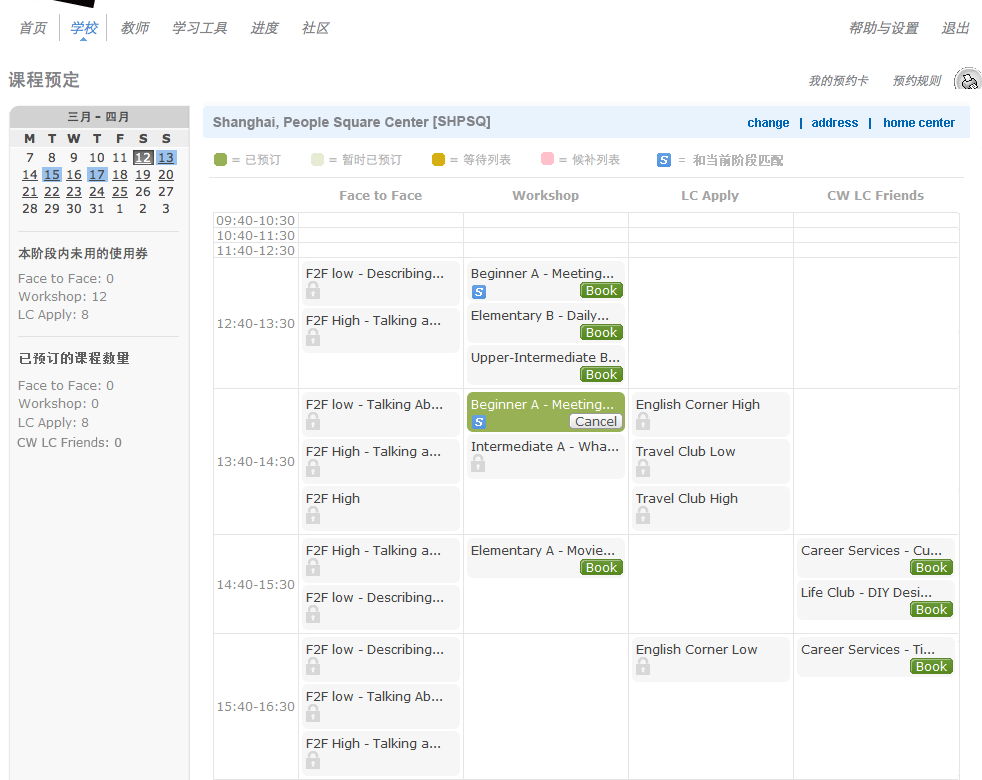 首页 学校 教师 学习工具 进度 社区 帮助与设置 退出
课程预定 我的预约卡 预约规则
三月 - 四月
M T W T F S S
7 8 9 10 11 12 13
14 15 16 17 18 19 20
21 22 23 24 25 26 27
28 29 30 31 1 2 3
本阶段内未用的使用券
Face to Face: 0
Workshop: 12
LC Apply: 8
已预订的课程数量
Face to Face: 0
Workshop: 0
LC Apply: 8
CW LC Friends: 0
Shanghai, People Square Center [SHPSQ] change | address | home center
= 已预订 = 暂时已预订 = 等待列表 = 候补列表 S = 和当前阶段匹配
Face to Face Workshop LC Apply CW LC Friends
09:40-10:30
10:40-11:30
11:40-12:30
12:40-13:30
F2F low - Describing...
F2F High - Talking a...
Beginner A - Meeting...
S Book
Elementary B - Daily...
Book
Upper-Intermediate B...
Book
13:40-14:30
F2F low - Talking Ab...
F2F High - Talking a...
F2F High
Beginner A - Meeting...
S Cancel
Intermediate A - Wha...
English Corner High
Travel Club Low
Travel Club High
14:40-15:30
F2F High - Talking a...
F2F low - Describing...
Elementary A - Movie...
Book
Career Services - Cu...
Book
Life Club - DIY Desi...
Book
15:40-16:30
F2F low - Describing...
F2F low - Talking Ab...
F2F High - Talking a...
English Corner Low
Career Services - Ti...
Book